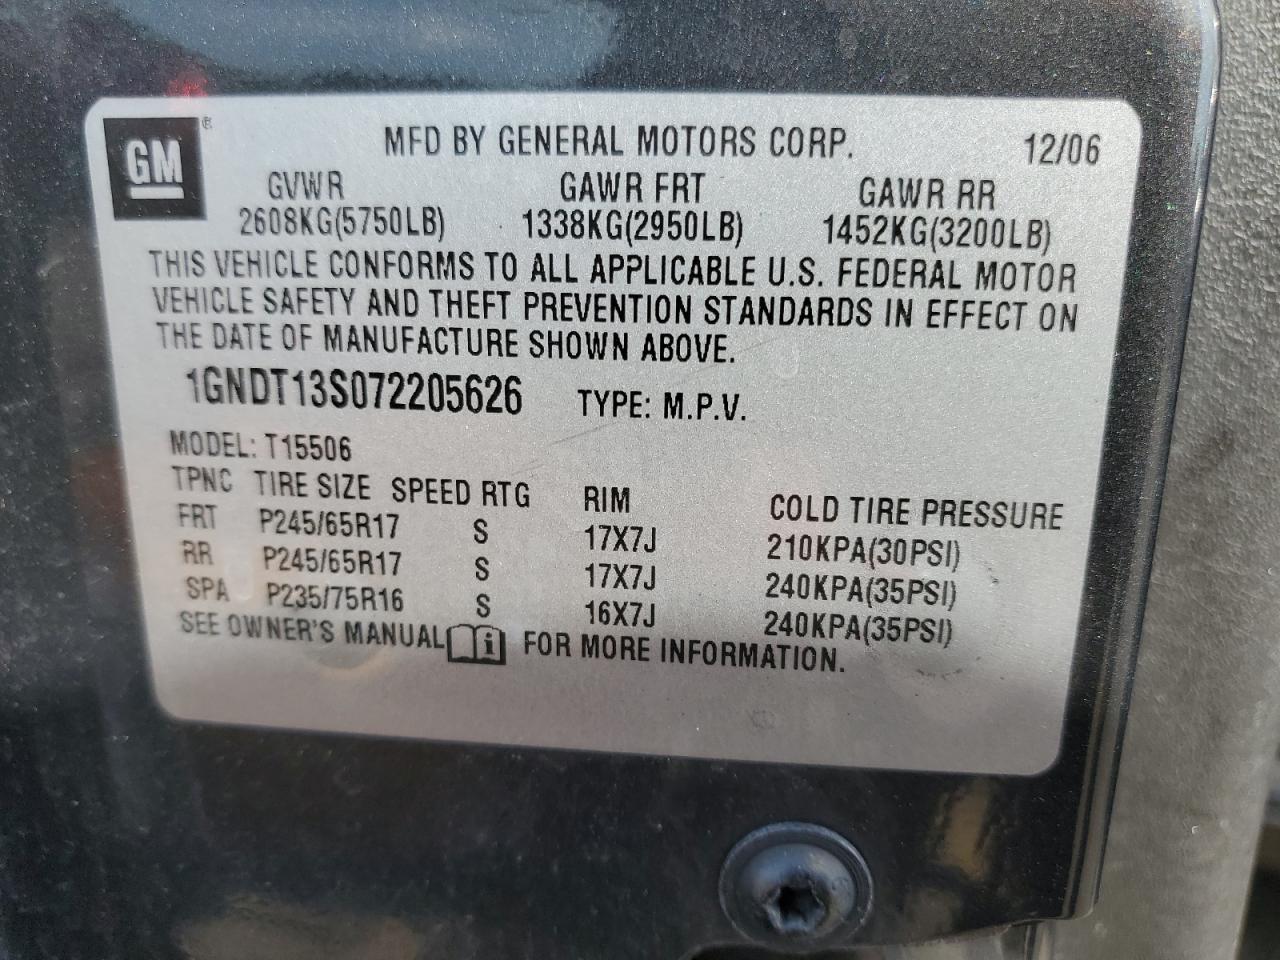 GM ®
MFD BY GENERAL MOTORS CORP. 12/06
GVWR GAWR FRT GAWR RR
2608KG(5750LB) 1338KG(2950LB) 1452KG(3200LB)
THIS VEHICLE CONFORMS TO ALL APPLICABLE U.S. FEDERAL MOTOR
VEHICLE SAFETY AND THEFT PREVENTION STANDARDS IN EFFECT ON
THE DATE OF MANUFACTURE SHOWN ABOVE.
1GNDT13S072205626 TYPE: M.P.V.
MODEL: T15506
TPNC TIRE SIZE SPEED RTG RIM COLD TIRE PRESSURE
FRT P245/65R17 S 17X7J 210KPA(30PSI)
RR P245/65R17 S 17X7J 240KPA(35PSI)
SPA P235/75R16 S 16X7J 240KPA(35PSI)
SEE OWNER'S MANUAL i FOR MORE INFORMATION.